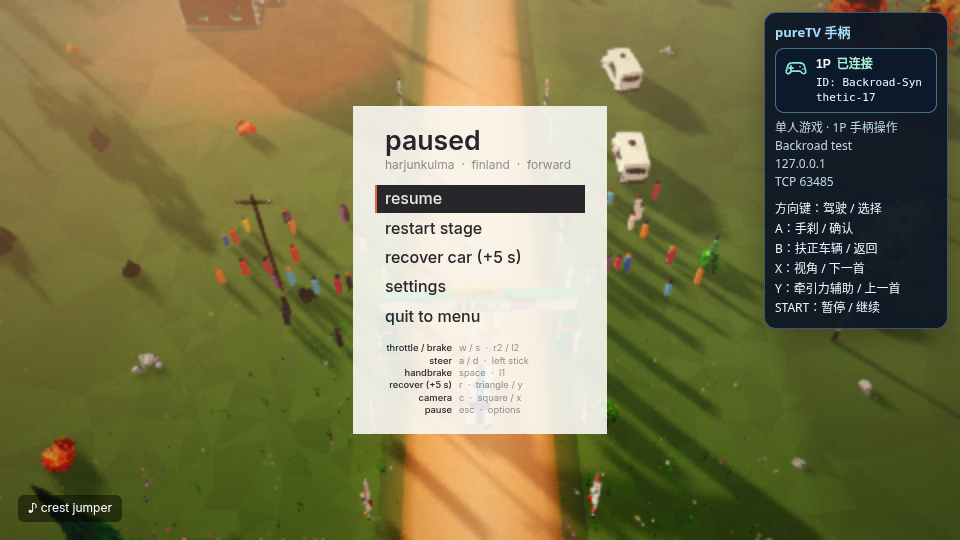 paused
harjunkulma · finland · forward
resume
restart stage
recover car (+5 s)
settings
quit to menu
throttle / brake w / s · r2 / l2
steer a / d · left stick
handbrake space · l1
recover (+5 s) r · triangle / y
camera c · square / x
pause esc · options
pureTV 手柄
1P 已连接
ID: Backroad-Syn
thetic-17
单人游戏 · 1P 手柄操作
Backroad test
127.0.0.1
TCP 63485
方向键：驾驶 / 选择
A：手刹 / 确认
B：扶正车辆 / 返回
X：视角 / 下一首
Y：牵引力辅助 / 上一首
START：暂停 / 继续
♪ crest jumper